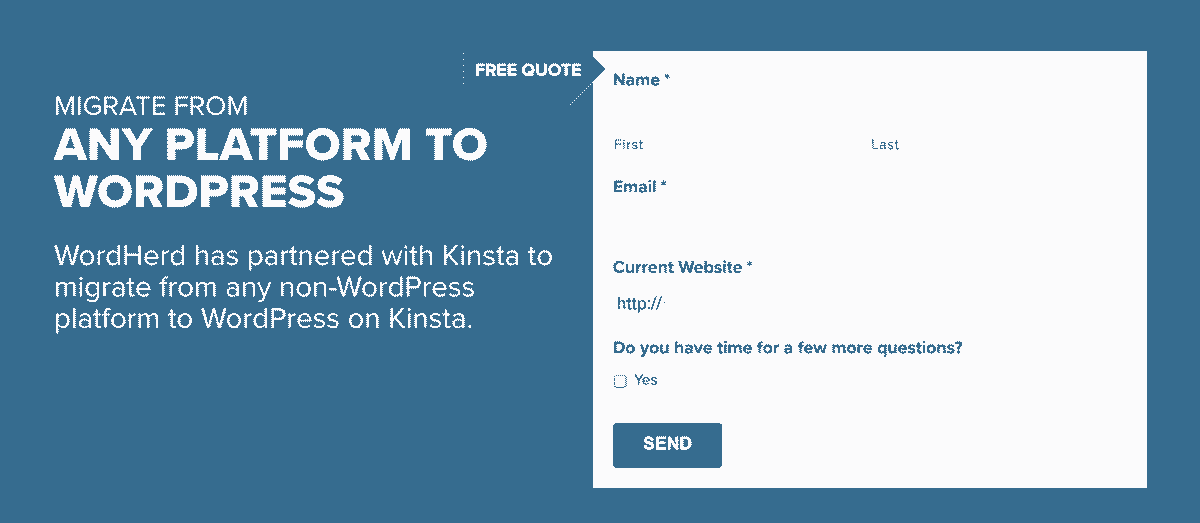 MIGRATE FROM
ANY PLATFORM TO
WORDPRESS
WordHerd has partnered with Kinsta to
migrate from any non-WordPress
platform to WordPress on Kinsta.
FREE QUOTE
Name *
First Last
Email *
Current Website *
http://
Do you have time for a few more questions?
Yes
SEND